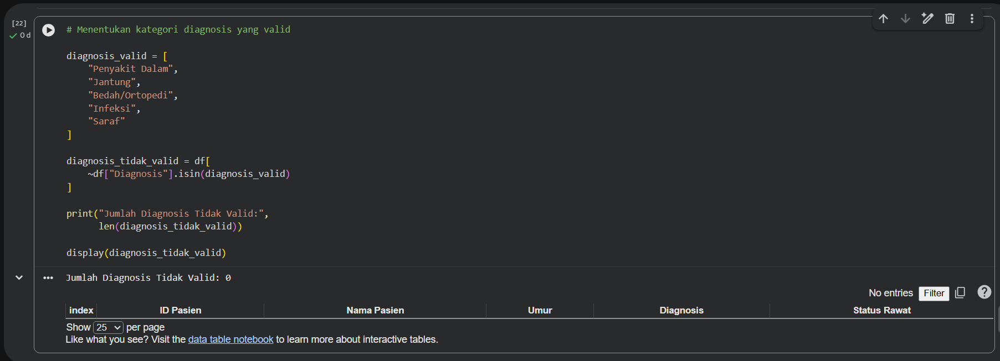 [22]
0 d
# Menentukan kategori diagnosis yang valid
diagnosis_valid = [
    "Penyakit Dalam",
    "Jantung",
    "Bedah/Ortopedi",
    "Infeksi",
    "Saraf"
]
diagnosis_tidak_valid = df[
    ~df["Diagnosis"].isin(diagnosis_valid)
]
print("Jumlah Diagnosis Tidak Valid:",
      len(diagnosis_tidak_valid))
display(diagnosis_tidak_valid)
Jumlah Diagnosis Tidak Valid: 0
No entries Filter ?
index ID Pasien Nama Pasien Umur Diagnosis Status Rawat
Show 25 per page
Like what you see? Visit the data table notebook to learn more about interactive tables.